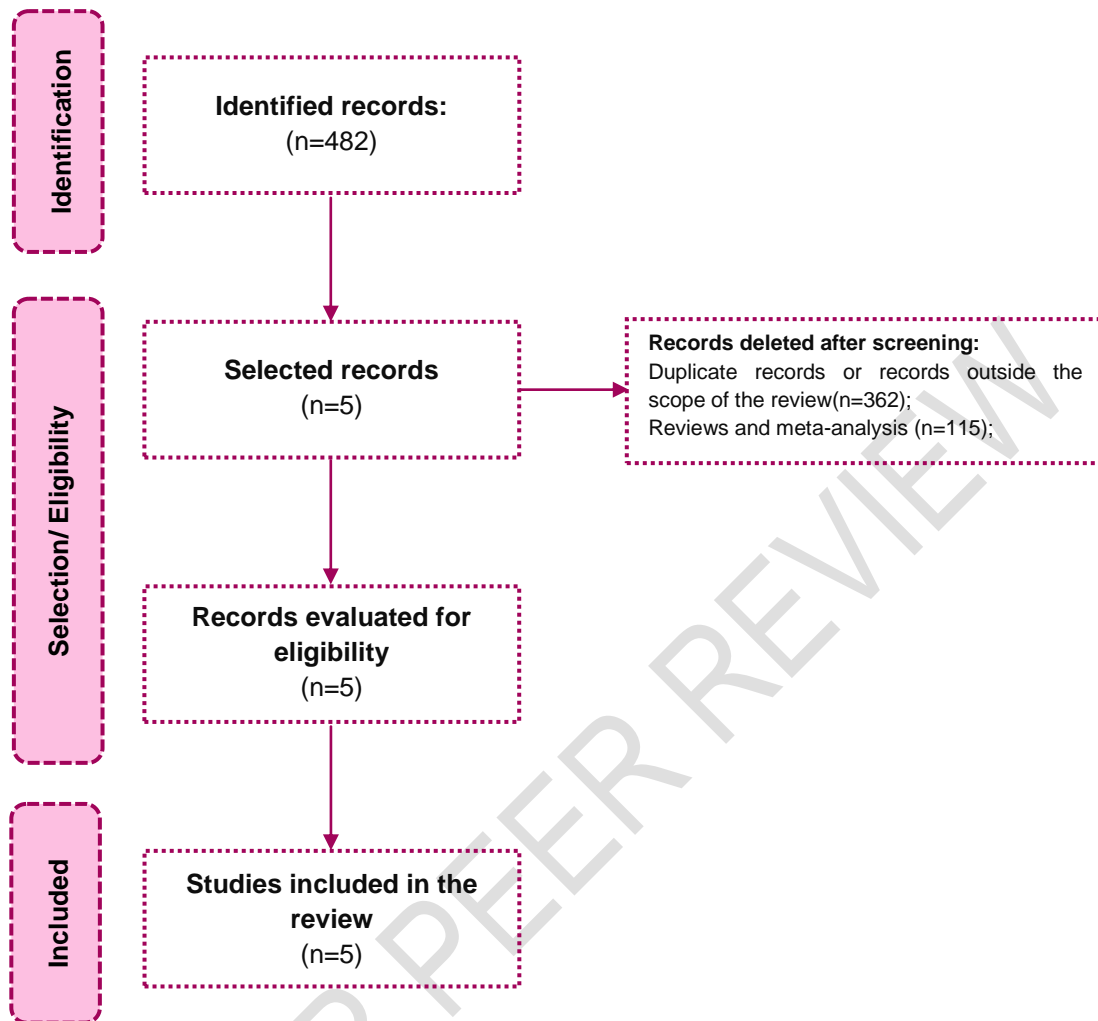 Identification
Identified records:
(n=482)
Selection/ Eligibility
Selected records
(n=5)
Records deleted after screening:
Duplicate records or records outside the
scope of the review(n=362);
Reviews and meta-analysis (n=115);
Records evaluated for
eligibility
(n=5)
Included
Studies included in the
review
(n=5)
R PEER REVIEW